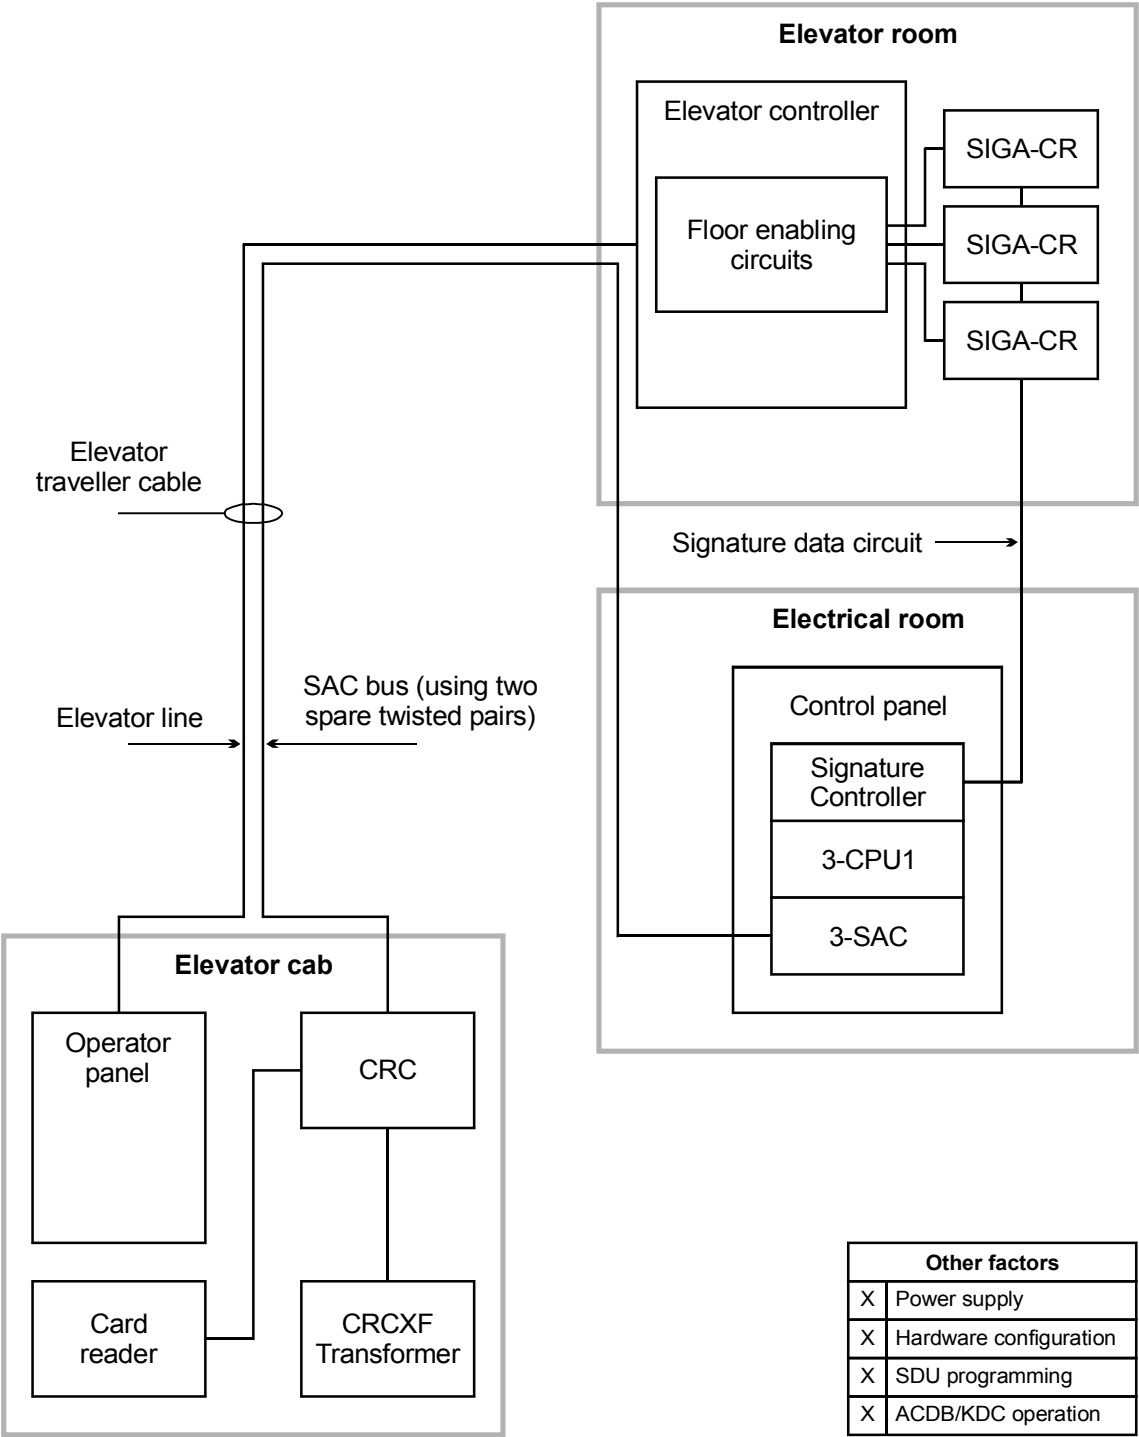 Elevator room
Elevator controller
SIGA-CR
Floor enabling
circuits
SIGA-CR
SIGA-CR
Elevator
traveller cable
Signature data circuit
Electrical room
SAC bus (using two
spare twisted pairs)
Elevator line
Control panel
Signature
Controller
3-CPU1
3-SAC
Elevator cab
Operator
panel
CRC
Card
reader
CRCXF
Transformer
Other factors
X Power supply
X Hardware configuration
X SDU programming
X ACDB/KDC operation